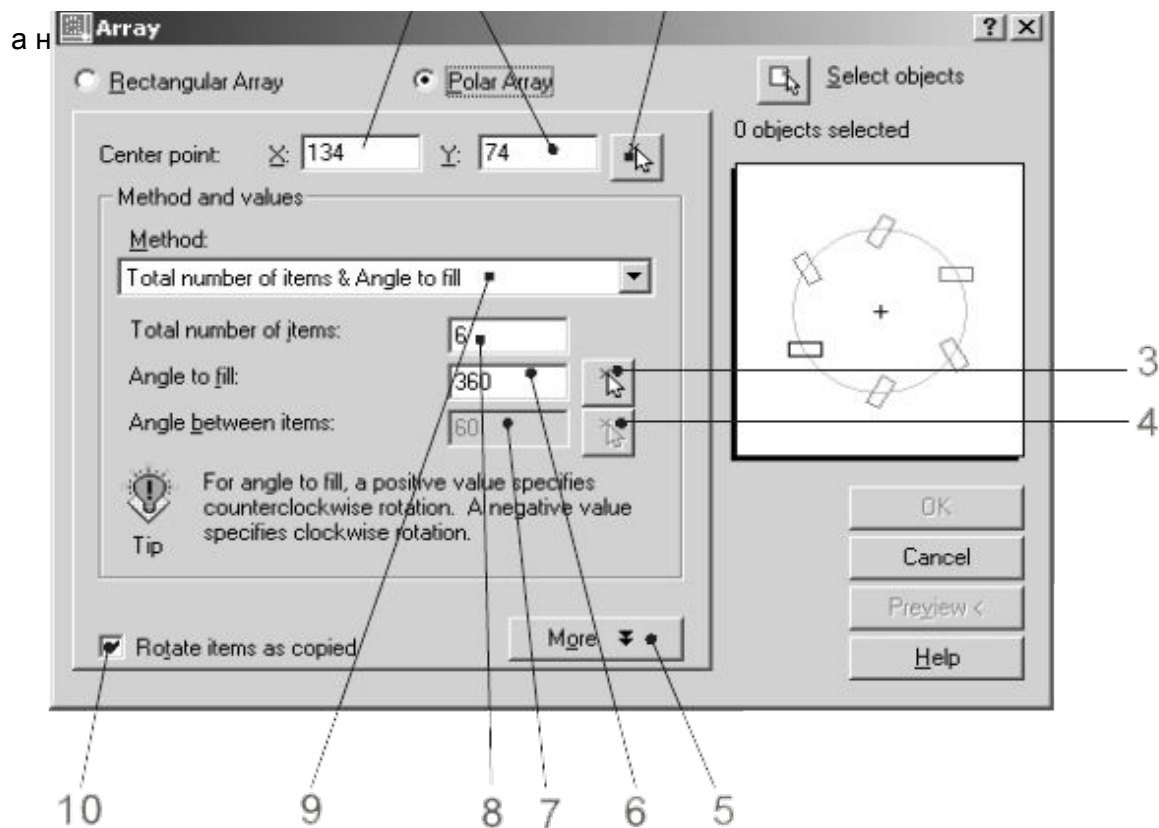 а н
Array
Rectangular Array Polar Array
Select objects
0 objects selected
Center point: X: 134 Y: 74
Method and values
Method:
Total number of items & Angle to fill
Total number of items: 6
Angle to fill: 360
Angle between items: 60
3
4
For angle to fill, a positive value specifies
counterclockwise rotation. A negative value
specifies clockwise rotation.
Tip
OK
Cancel
Preview <
Help
Rotate items as copied
More
10 9 8 7 6 5